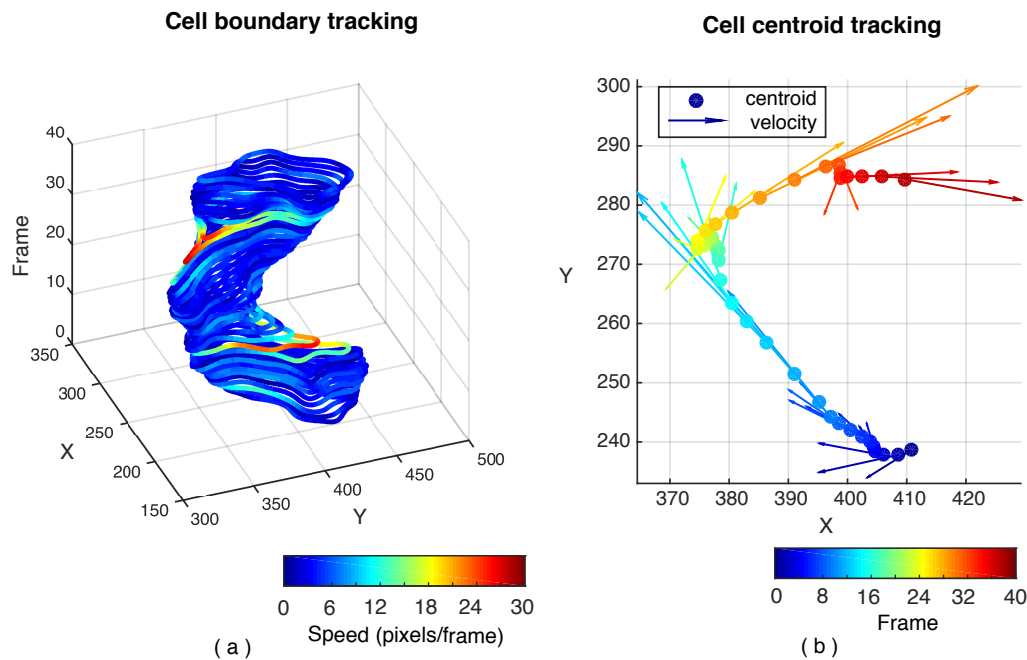 Cell boundary tracking
40
30
20
10
0
Frame
350
300
250
200
150
X
300
350
400
450
500
Y
0 6 12 18 24 30
Speed (pixels/frame)
( a )
Cell centroid tracking
centroid
velocity
300
290
280
270
260
250
240
Y
370 380 390 400 410 420
X
0 8 16 24 32 40
Frame
( b )